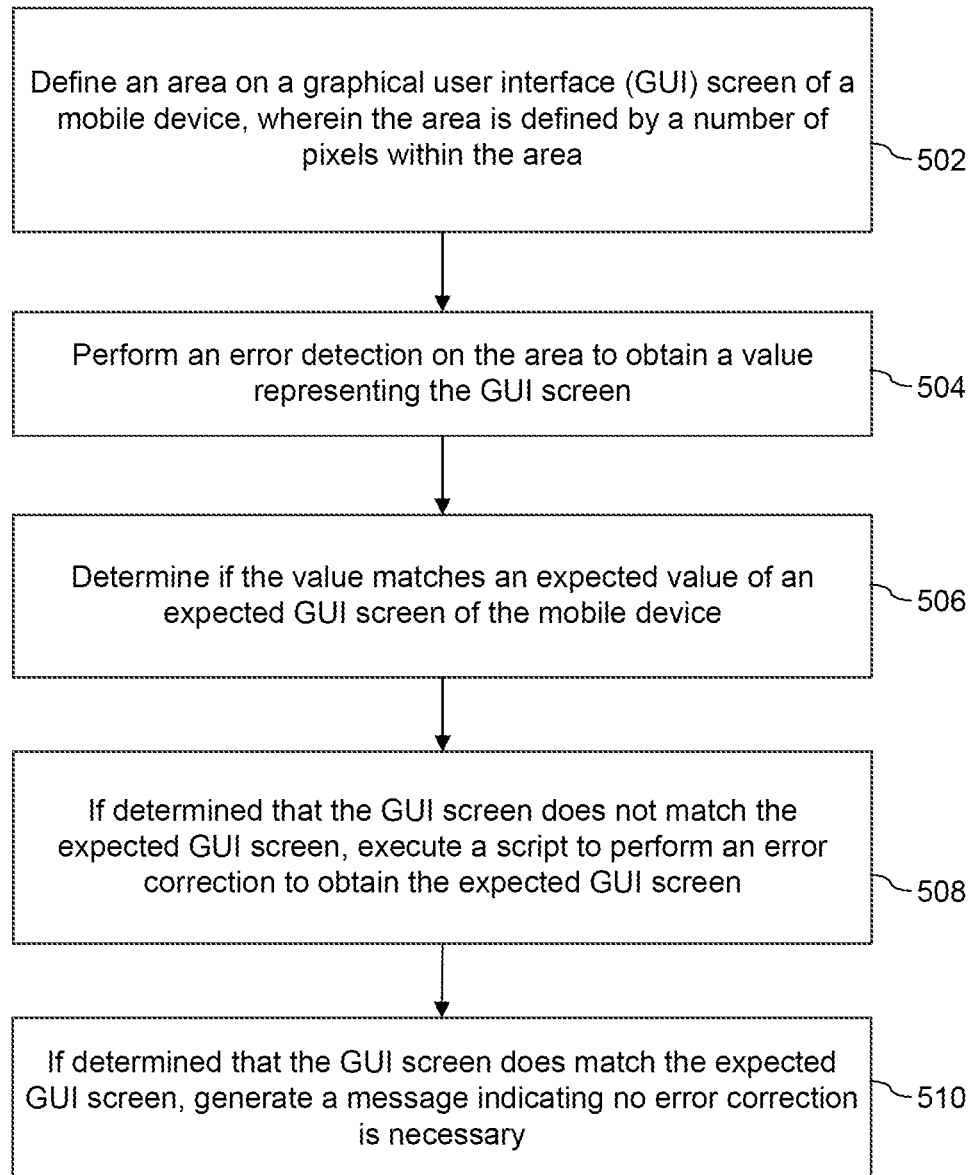 Define an area on a graphical user interface (GUI) screen of a
mobile device, wherein the area is defined by a number of
pixels within the area
502
Perform an error detection on the area to obtain a value
representing the GUI screen
504
Determine if the value matches an expected value of an
expected GUI screen of the mobile device
506
If determined that the GUI screen does not match the
expected GUI screen, execute a script to perform an error
correction to obtain the expected GUI screen
508
If determined that the GUI screen does match the expected
GUI screen, generate a message indicating no error correction
is necessary
510